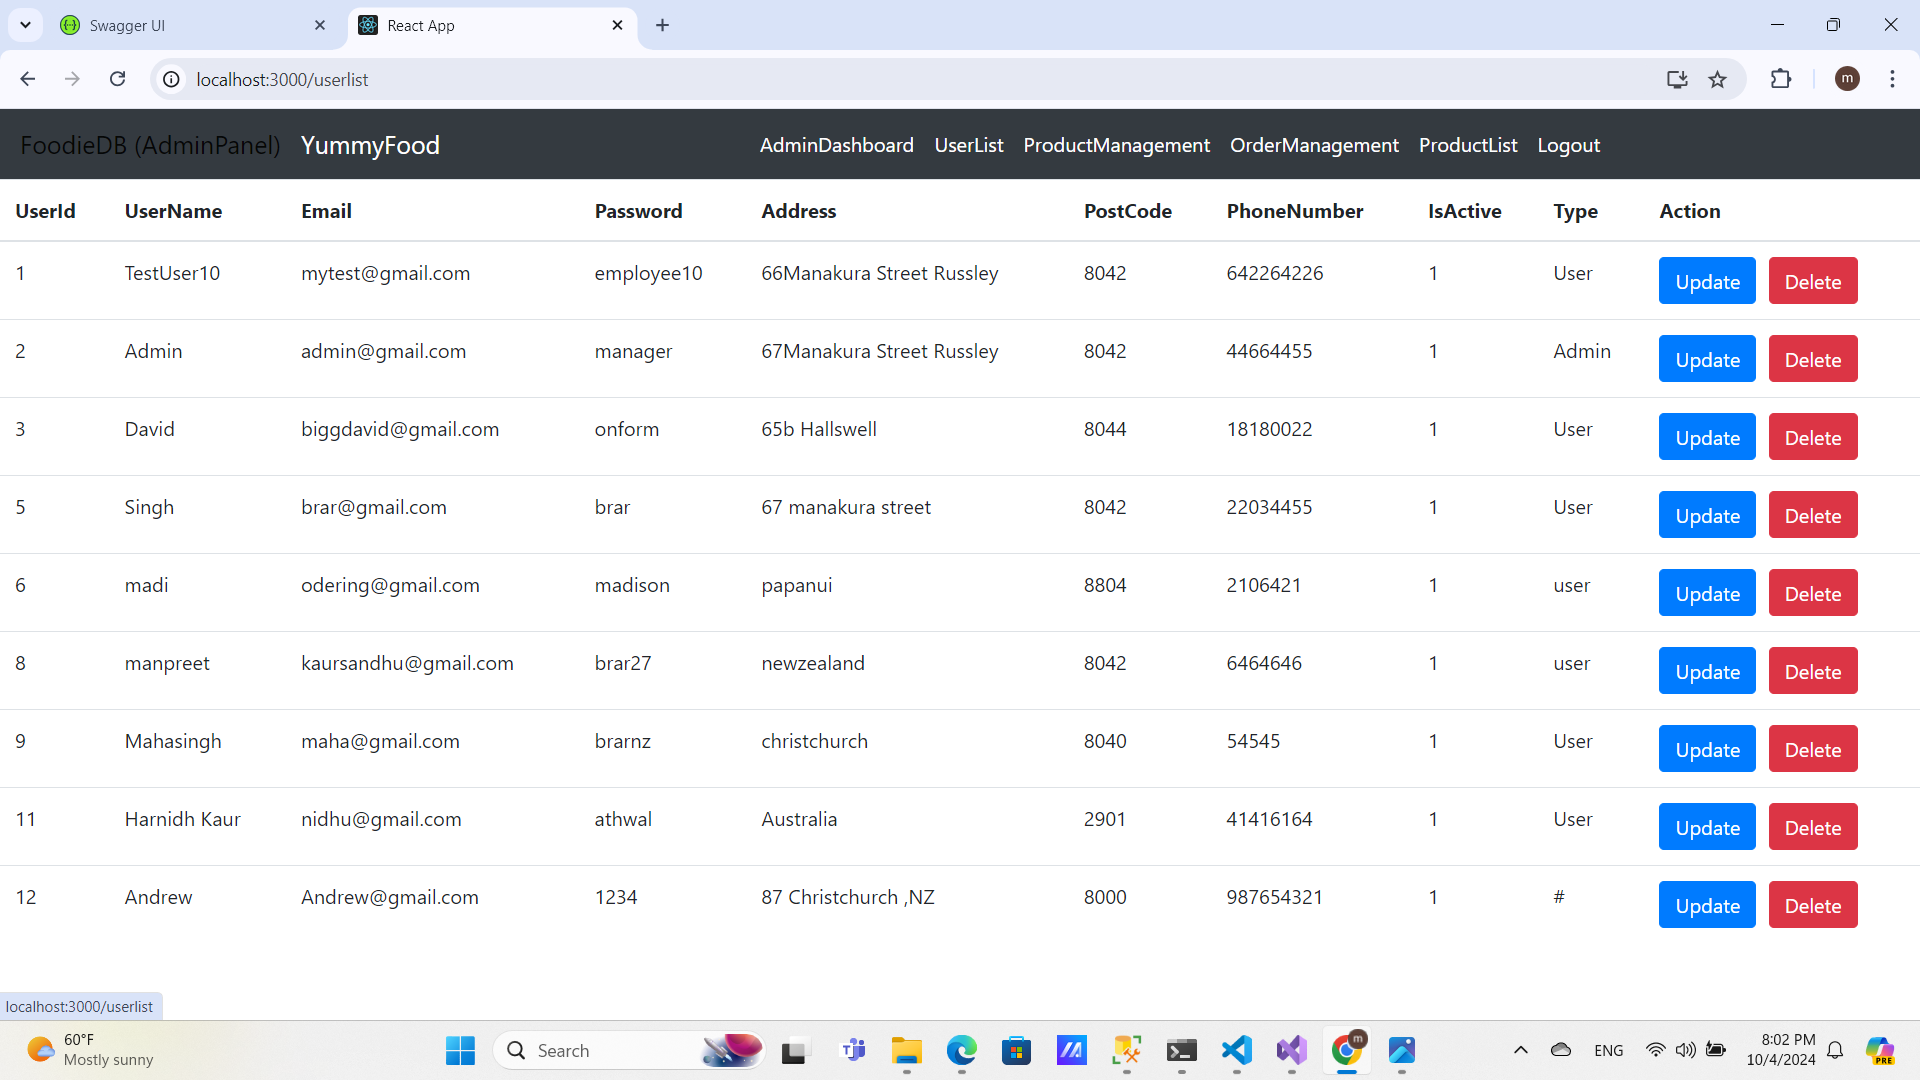 Swagger UI
React App
localhost:3000/userlist
m
FoodieDB (AdminPanel) YummyFood AdminDashboard UserList ProductManagement OrderManagement ProductList Logout
UserId UserName Email Password Address PostCode PhoneNumber IsActive Type Action
1 TestUser10 mytest@gmail.com employee10 66Manakura Street Russley 8042 642264226 1 User Update Delete
2 Admin admin@gmail.com manager 67Manakura Street Russley 8042 44664455 1 Admin Update Delete
3 David biggdavid@gmail.com onform 65b Hallswell 8044 18180022 1 User Update Delete
5 Singh brar@gmail.com brar 67 manakura street 8042 22034455 1 User Update Delete
6 madi odering@gmail.com madison papanui 8804 2106421 1 user Update Delete
8 manpreet kaursandhu@gmail.com brar27 newzealand 8042 6464646 1 user Update Delete
9 Mahasingh maha@gmail.com brarnz christchurch 8040 54545 1 User Update Delete
11 Harnidh Kaur nidhu@gmail.com athwal Australia 2901 41416164 1 User Update Delete
12 Andrew Andrew@gmail.com 1234 87 Christchurch ,NZ 8000 987654321 1 # Update Delete
localhost:3000/userlist
60°F
Mostly sunny
Search
m
ENG
8:02 PM
10/4/2024
PRE